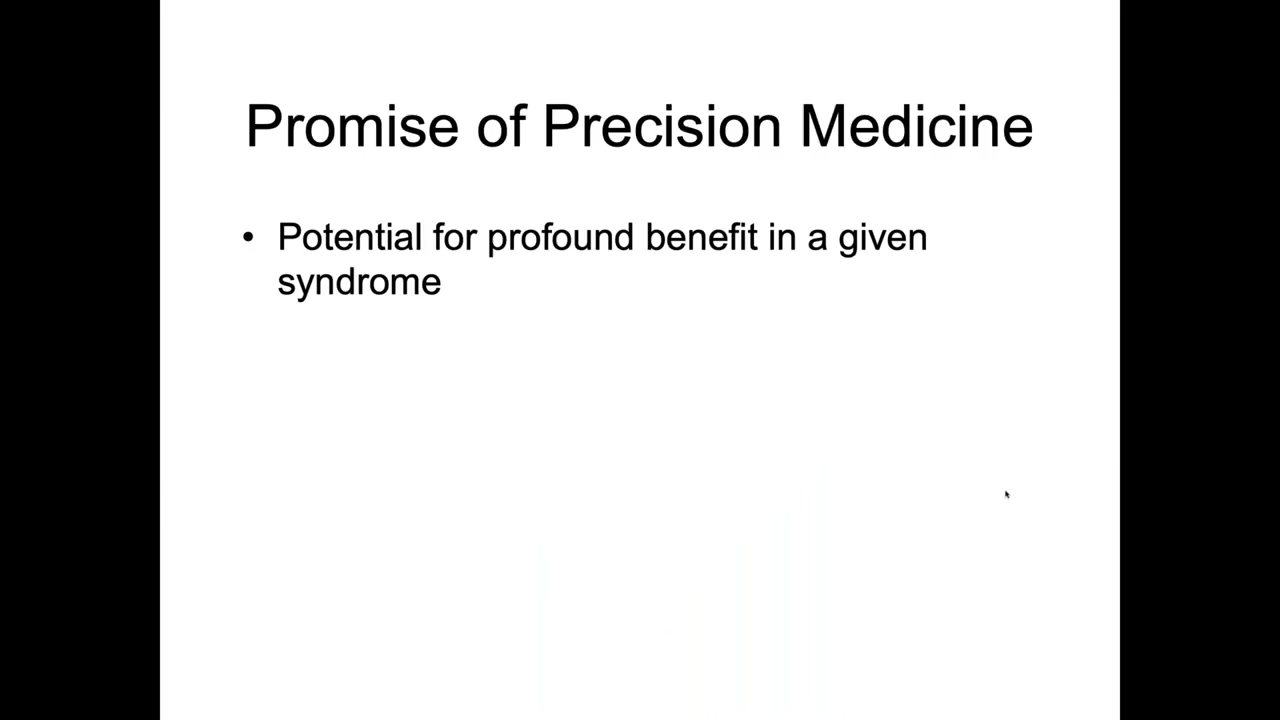 Promise of Precision Medicine
• Potential for profound benefit in a given
syndrome